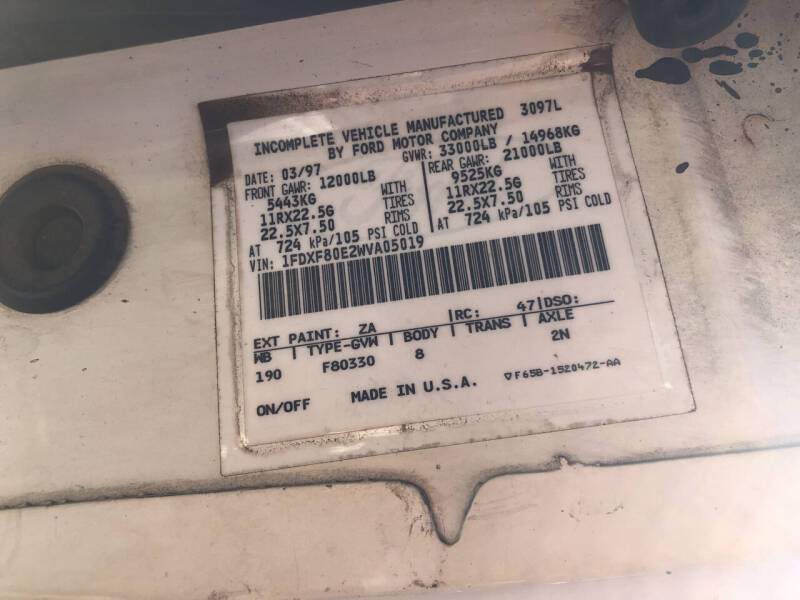 INCOMPLETE VEHICLE MANUFACTURED 3097L
BY FORD MOTOR COMPANY
DATE: 03/97 GVWR: 33000LB / 14968KG
FRONT GAWR: 12000LB REAR GAWR: 21000LB
5443KG WITH 9525KG WITH
11RX22.5G TIRES 11RX22.5G TIRES
22.5X7.50 RIMS 22.5X7.50 RIMS
AT 724 kPa/105 PSI COLD AT 724 kPa/105 PSI COLD
VIN: 1FDXF80E2WVA05019
EXT PAINT: ZA RC: 47 DSO:
WB TYPE-GVW BODY TRANS AXLE
190 F80330 8 2N
ON/OFF MADE IN U.S.A. ▽F65B-1520472-AA